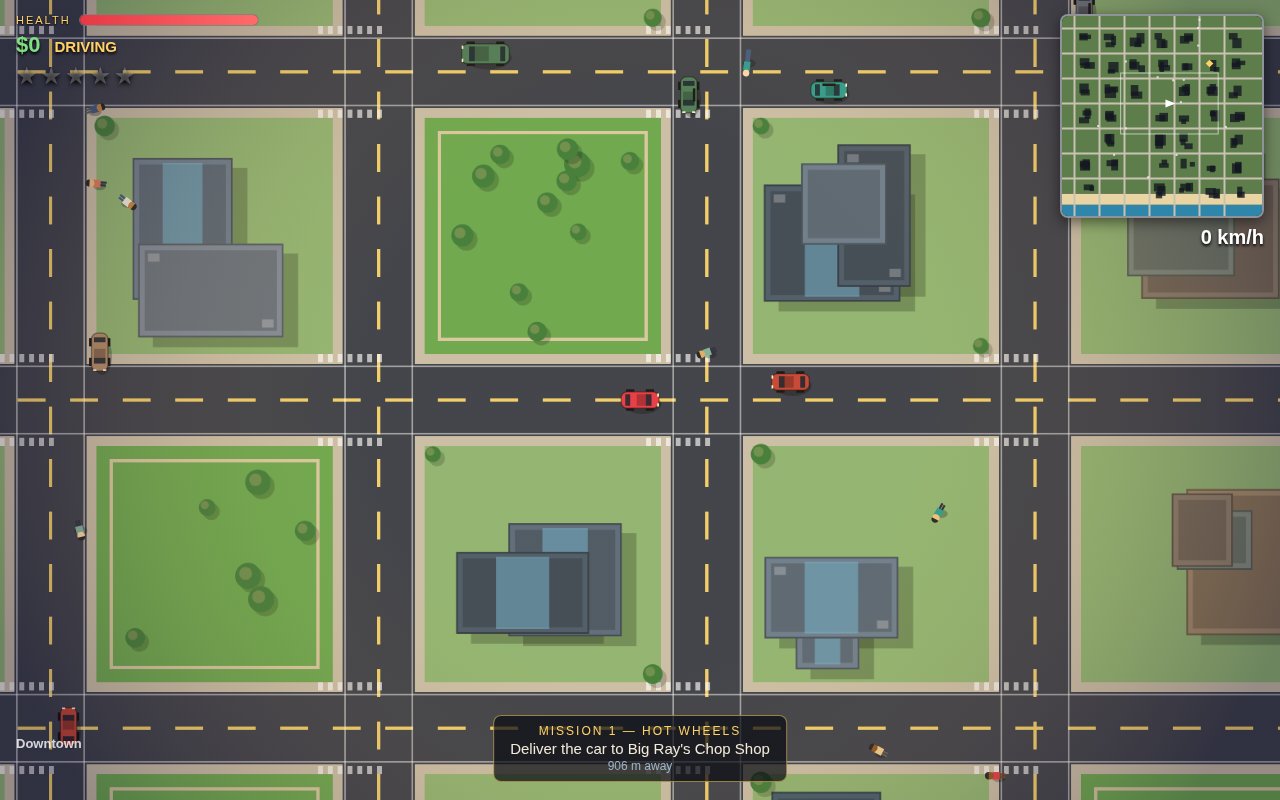 HEALTH
$0 DRIVING
0 km/h
MISSION 1 — HOT WHEELS
Deliver the car to Big Ray's Chop Shop
906 m away
Downtown